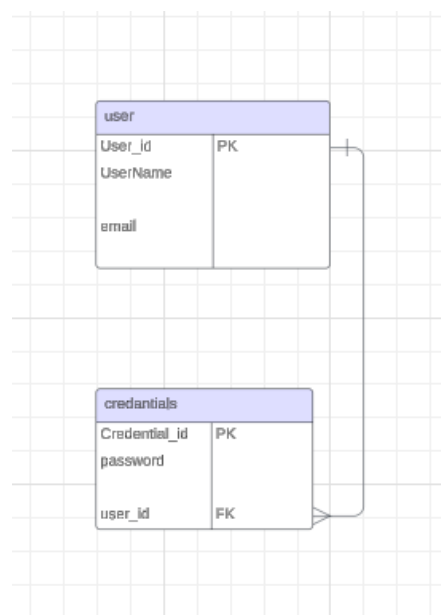 user
User_id PK
UserName
email
credantials
Credential_id PK
password
user_id FK